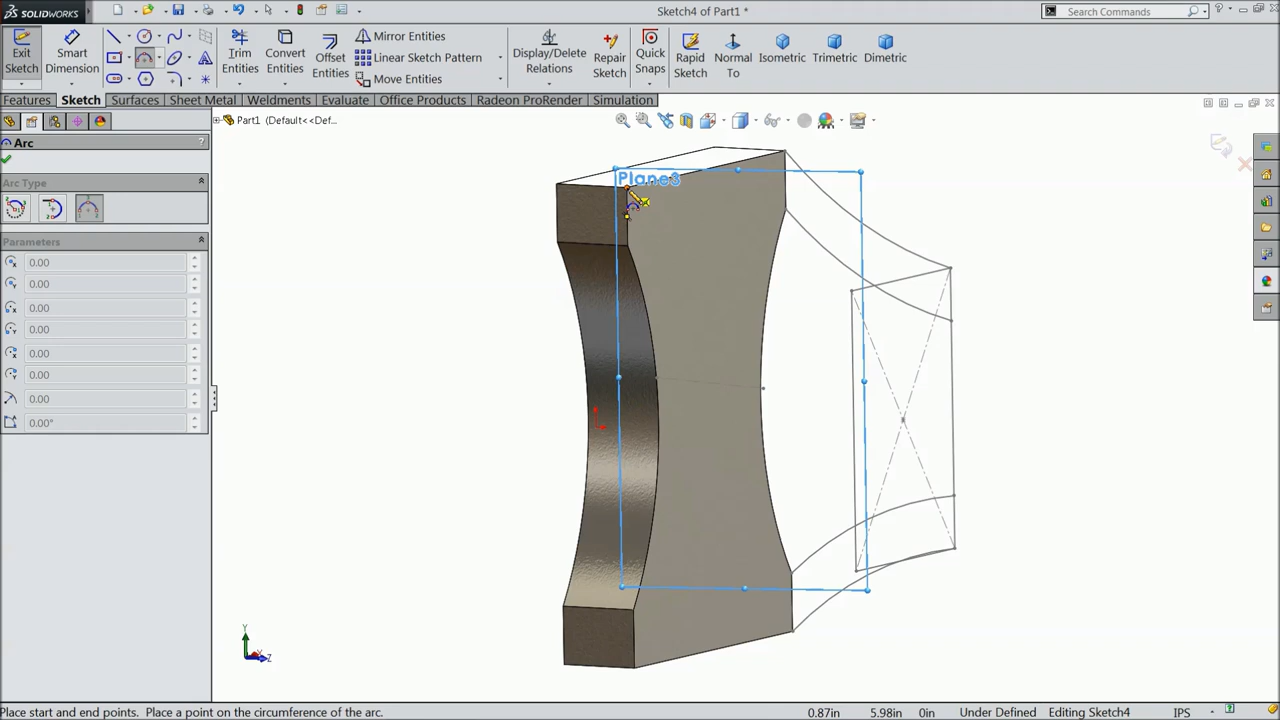 SOLIDWORKS
Sketch4 of Part1 *
Search Commands
Exit Sketch
Smart Dimension
Trim Entities
Convert Entities
Offset Entities
Mirror Entities
Linear Sketch Pattern
Move Entities
Display/Delete Relations
Repair Sketch
Quick Snaps
Rapid Sketch
Normal To
Isometric
Trimetric
Dimetric
Features
Sketch
Surfaces
Sheet Metal
Weldments
Evaluate
Office Products
Radeon ProRender
Simulation
Part1 (Default<<Def...
Arc
?
Arc Type
Parameters
0.00
0.00
0.00
0.00
0.00
0.00
0.00
0.00°
Plane3
Y
X
Z
Place start and end points. Place a point on the circumference of the arc.
0.87in
5.98in
0in
Under Defined
Editing Sketch4
IPS